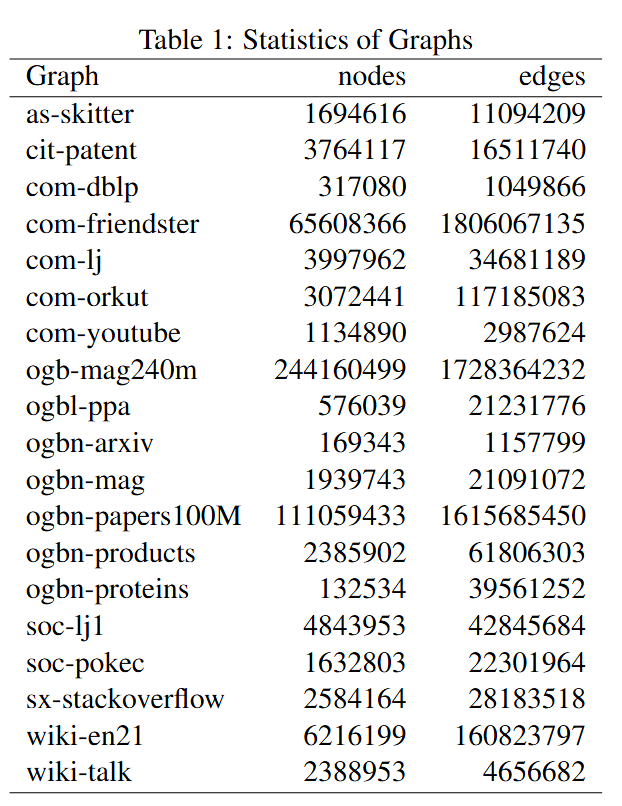 Table 1: Statistics of Graphs
Graph nodes edges
as-skitter 1694616 11094209
cit-patent 3764117 16511740
com-dblp 317080 1049866
com-friendster 65608366 1806067135
com-lj 3997962 34681189
com-orkut 3072441 117185083
com-youtube 1134890 2987624
ogb-mag240m 244160499 1728364232
ogbl-ppa 576039 21231776
ogbn-arxiv 169343 1157799
ogbn-mag 1939743 21091072
ogbn-papers100M 111059433 1615685450
ogbn-products 2385902 61806303
ogbn-proteins 132534 39561252
soc-lj1 4843953 42845684
soc-pokec 1632803 22301964
sx-stackoverflow 2584164 28183518
wiki-en21 6216199 160823797
wiki-talk 2388953 4656682